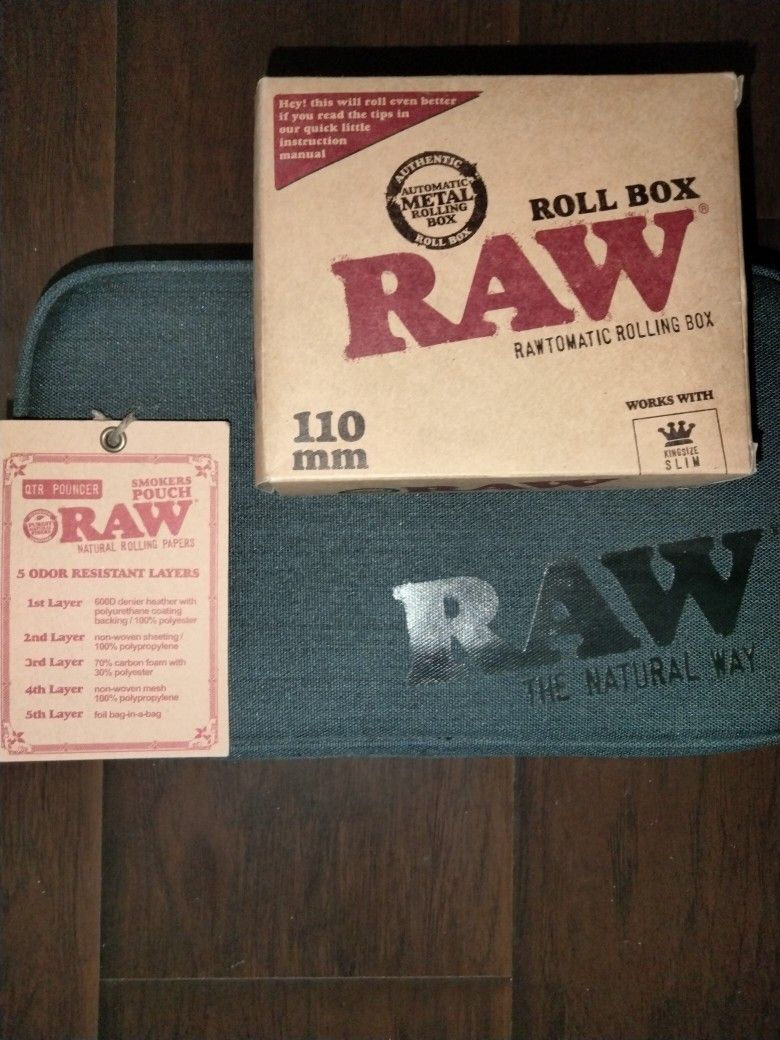 Hey! this will roll even better
if you read the tips in
our quick little
instruction
manual
AUTHENTIC
AUTOMATIC
METAL
ROLLING
BOX
ROLL BOX
ROLL BOX
RAW®
RAWTOMATIC ROLLING BOX
110
mm
WORKS WITH
KINGSIZE
SLIM
RAW
QTR POUNCER
SMOKERS
POUCH
RAW®
NATURAL ROLLING PAPERS
5 ODOR RESISTANT LAYERS
1st Layer 600D denier heather with
polyurethane coating
backing / 100% polyester
2nd Layer non-woven sheeting /
100% polypropylene
3rd Layer 70% carbon foam with
30% polyester
4th Layer non-woven mesh
100% polypropylene
5th Layer foil bag-in-a-bag
RAW
THE NATURAL WAY